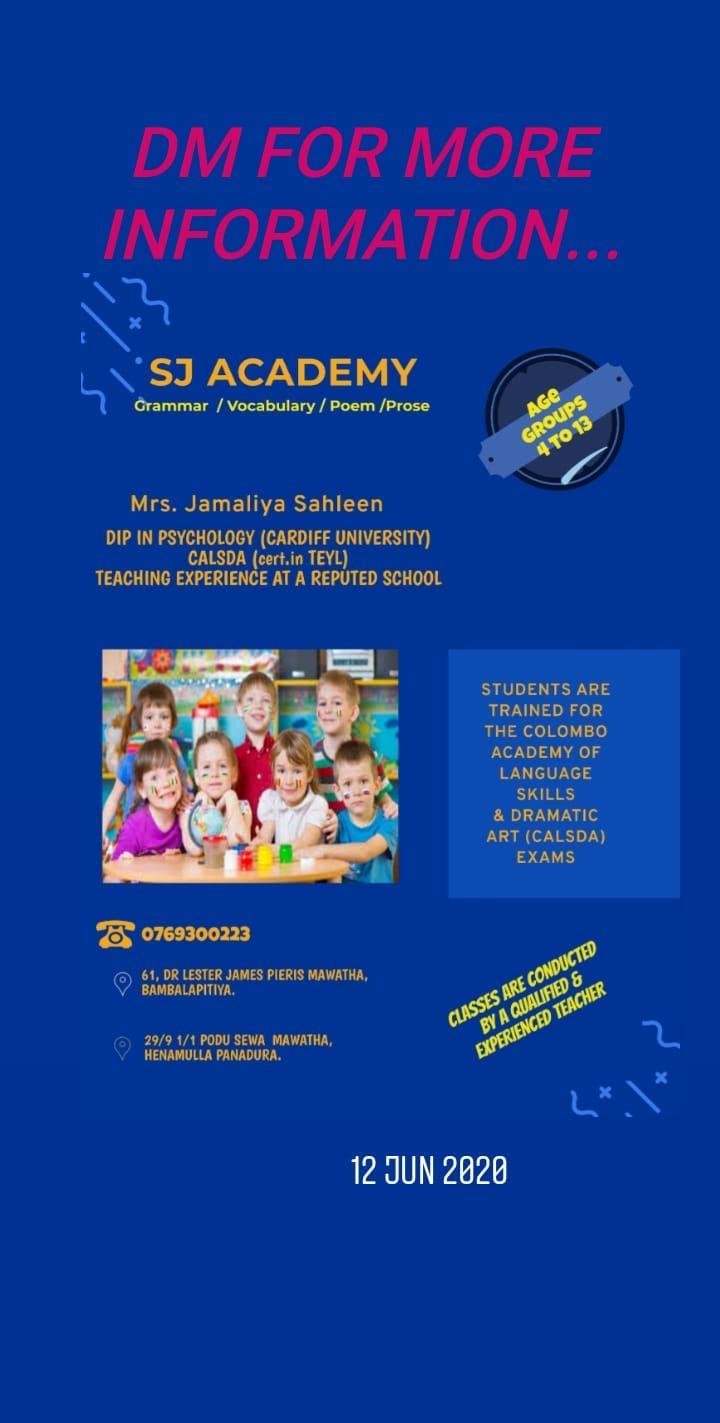 DM FOR MORE
INFORMATION...
SJ ACADEMY
Grammar / Vocabulary / Poem /Prose
AGE
GROUPS
4 TO 13
Mrs. Jamaliya Sahleen
DIP IN PSYCHOLOGY (CARDIFF UNIVERSITY)
CALSDA (cert.in TEYL)
TEACHING EXPERIENCE AT A REPUTED SCHOOL
STUDENTS ARE
TRAINED FOR
THE COLOMBO
ACADEMY OF
LANGUAGE
SKILLS
& DRAMATIC
ART (CALSDA)
EXAMS
0769300223
61, DR LESTER JAMES PIERIS MAWATHA,
BAMBALAPITIYA.
29/9 1/1 PODU SEWA MAWATHA,
HENAMULLA PANADURA.
CLASSES ARE CONDUCTED
BY A QUALIFIED &
EXPERIENCED TEACHER
12 JUN 2020